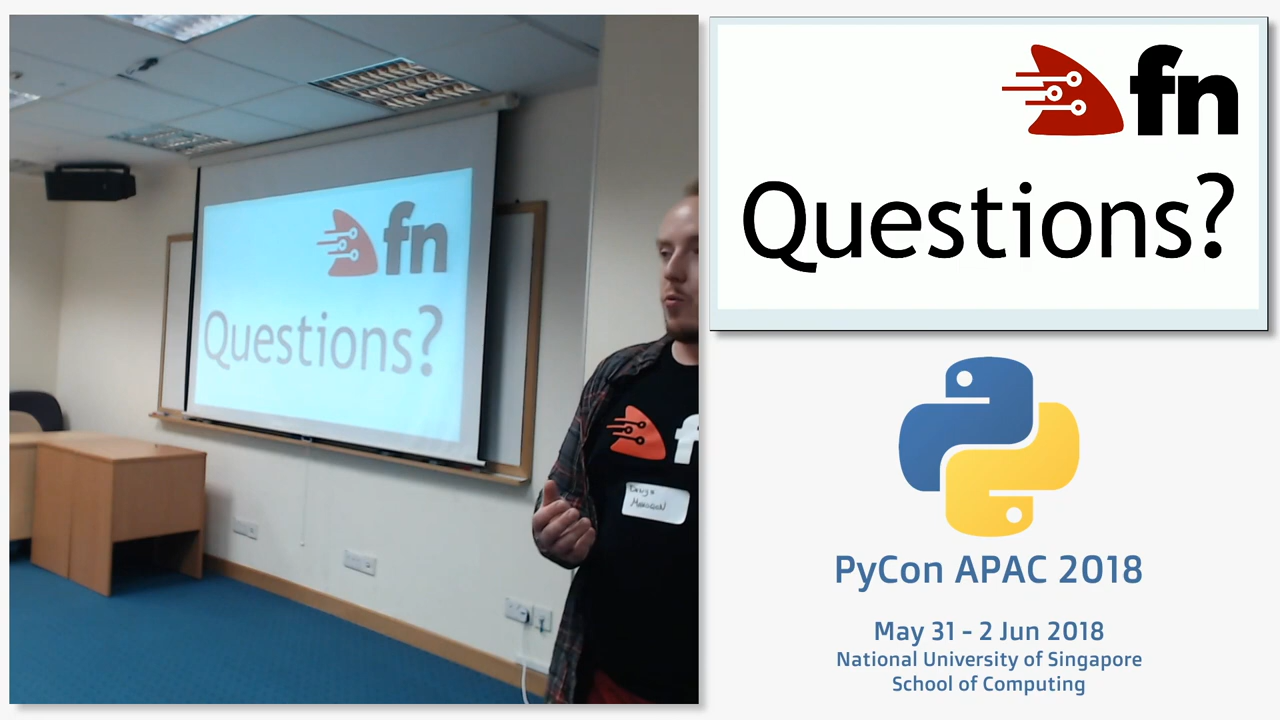 fn
Questions?
fn
fn
Questions?
PyCon APAC 2018
May 31 - 2 Jun 2018
National University of Singapore
School of Computing